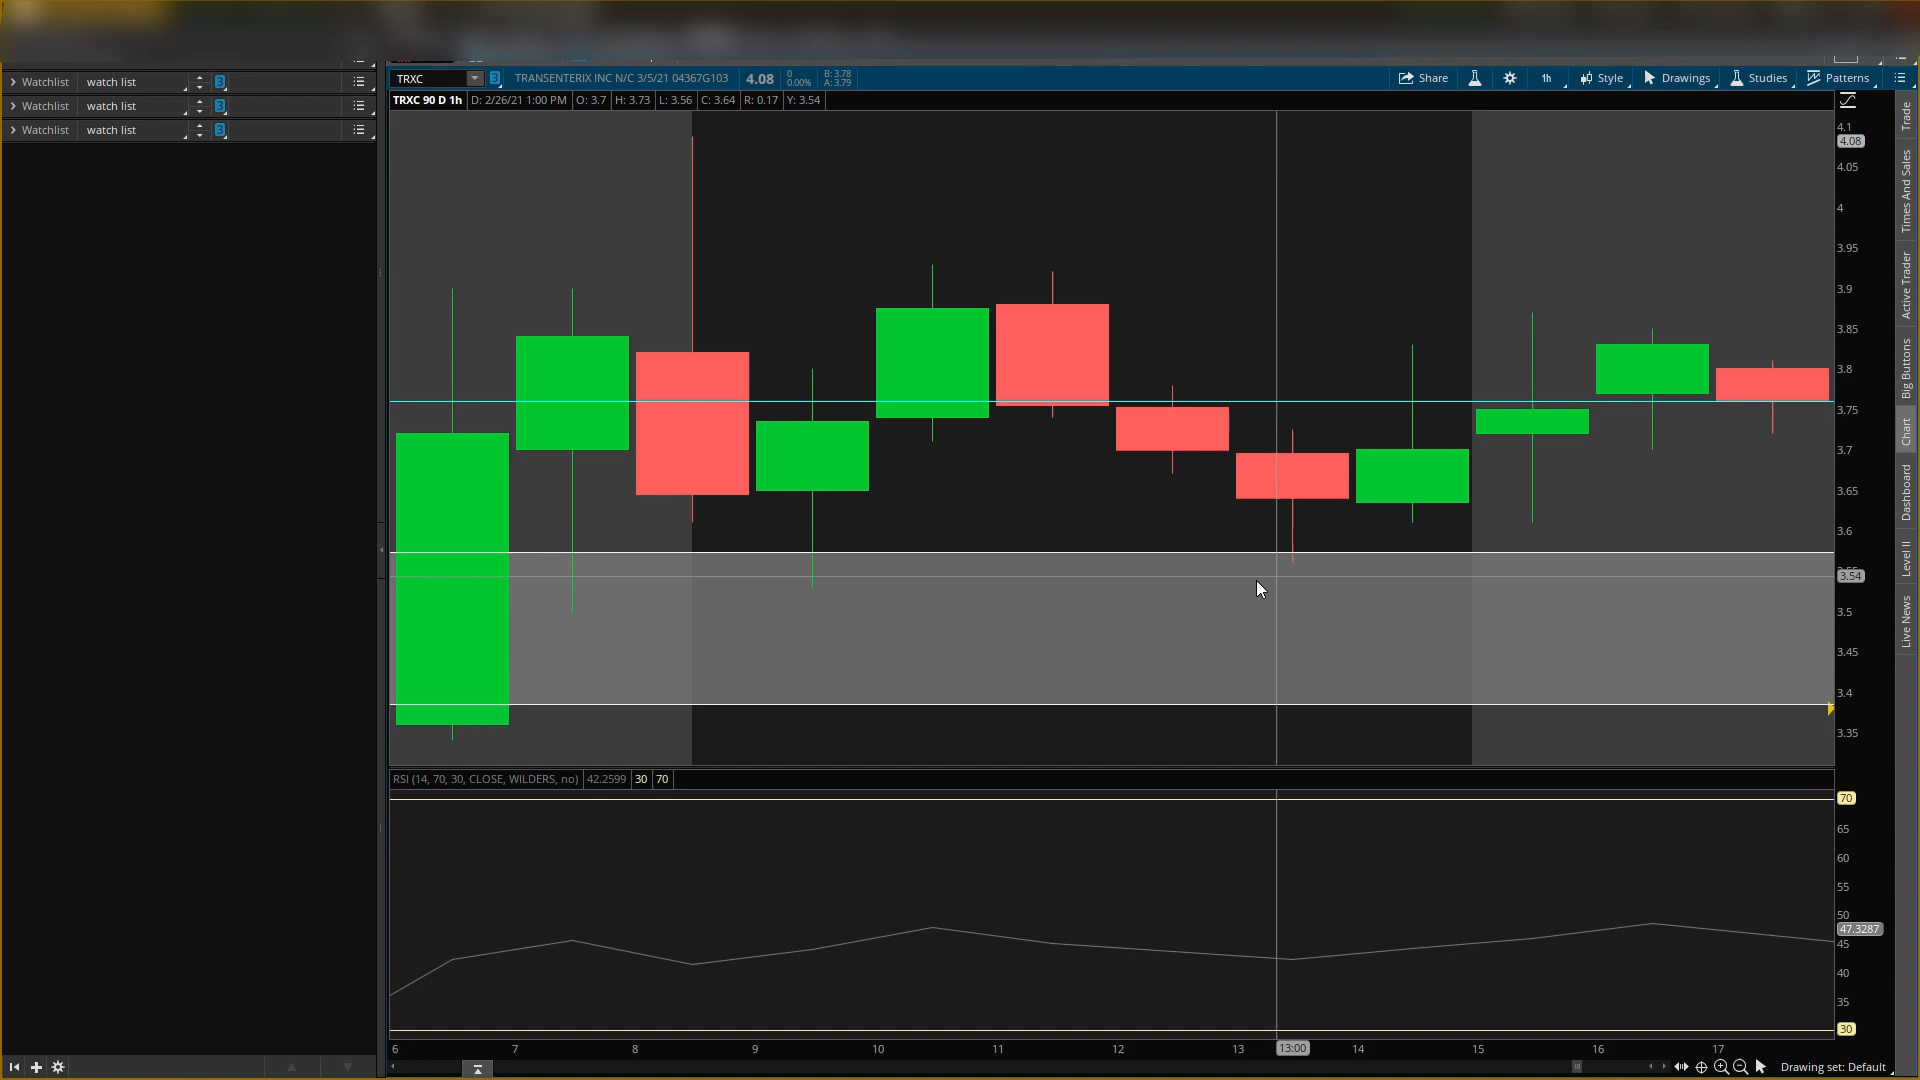 Watchlist watch list 3
Watchlist watch list 3
Watchlist watch list 3
TRXC 3 TRANSENTERIX INC N/C 3/5/21 04367G103 4.08 0 0.00% B: 3.78 A: 3.79 Share 1h Style Drawings Studies Patterns
TRXC 90 D 1h D: 2/26/21 1:00 PM O: 3.7 H: 3.73 L: 3.56 C: 3.64 R: 0.17 Y: 3.54
4.1
4.08
4.05
4
3.95
3.9
3.85
3.8
3.75
3.7
3.65
3.6
3.54
3.5
3.45
3.4
3.35
RSI (14, 70, 30, CLOSE, WILDERS, no) 42.2599 30 70
70
65
60
55
50
47.3287
45
40
35
30
6 7 8 9 10 11 12 13 13:00 14 15 16 17
Drawing set: Default
Trade
Times And Sales
Active Trader
Big Buttons
Chart
Dashboard
Level II
Live News